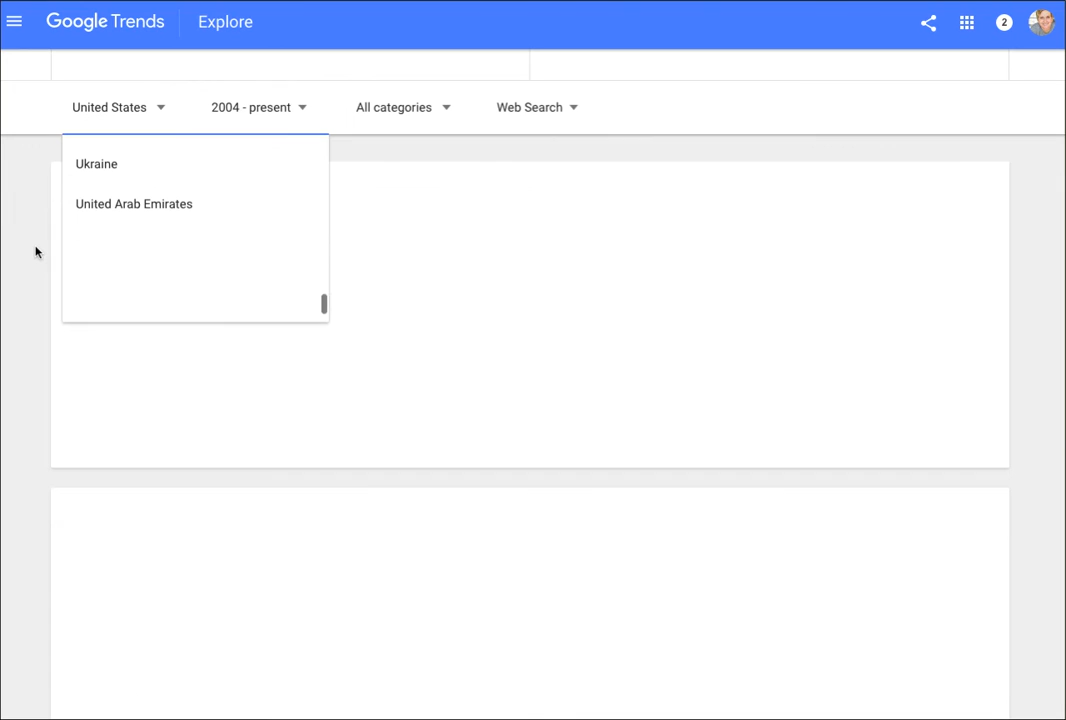 Google Trends Explore 2
United States 2004 - present All categories Web Search
Ukraine
United Arab Emirates